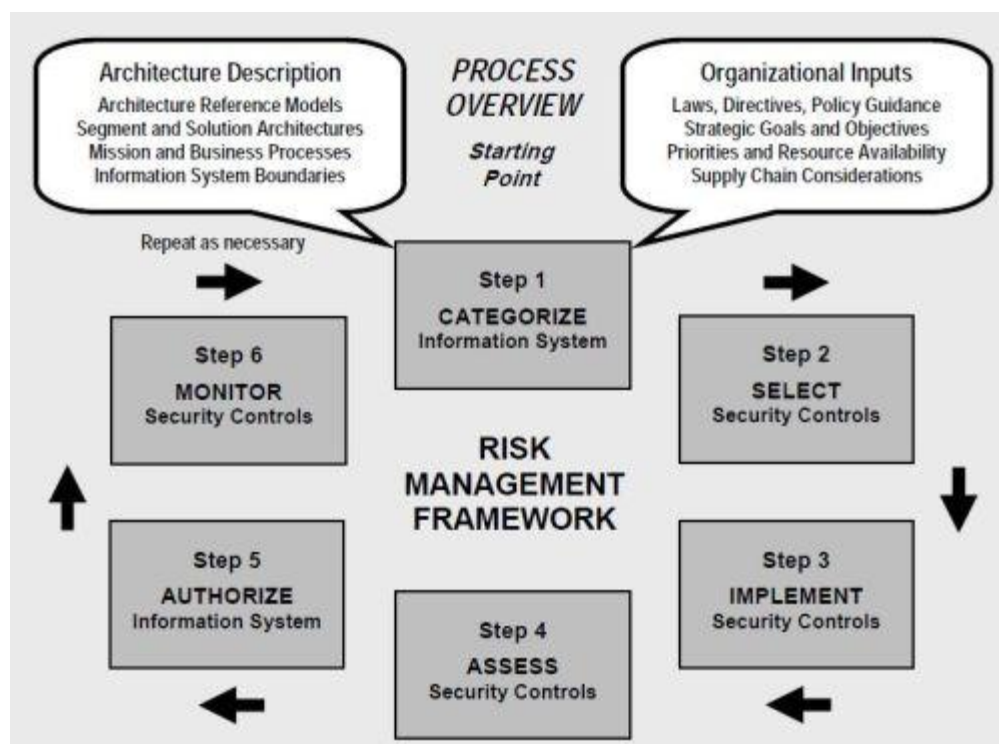 Architecture Description
Architecture Reference Models
Segment and Solution Architectures
Mission and Business Processes
Information System Boundaries
PROCESS
OVERVIEW
Starting
Point
Organizational Inputs
Laws, Directives, Policy Guidance
Strategic Goals and Objectives
Priorities and Resource Availability
Supply Chain Considerations
Repeat as necessary
Step 1
CATEGORIZE
Information System
Step 2
SELECT
Security Controls
Step 3
IMPLEMENT
Security Controls
Step 4
ASSESS
Security Controls
Step 5
AUTHORIZE
Information System
Step 6
MONITOR
Security Controls
RISK
MANAGEMENT
FRAMEWORK